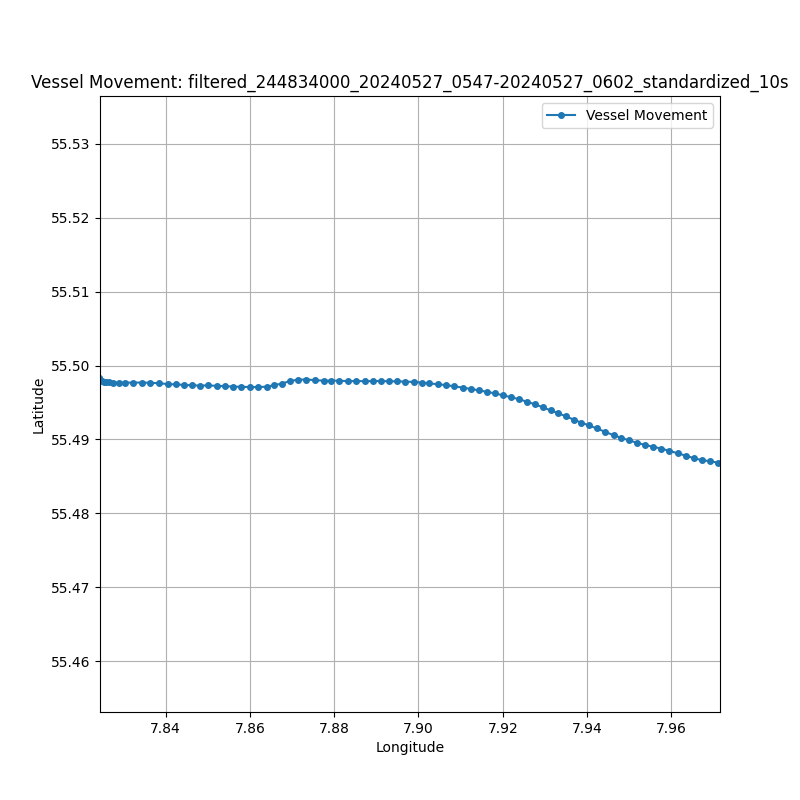 Vessel Movement: filtered_244834000_20240527_0547-20240527_0602_standardized_10s
Vessel Movement
55.53
55.52
55.51
55.50
55.49
55.48
55.47
55.46
Latitude
7.84 7.86 7.88 7.90 7.92 7.94 7.96
Longitude